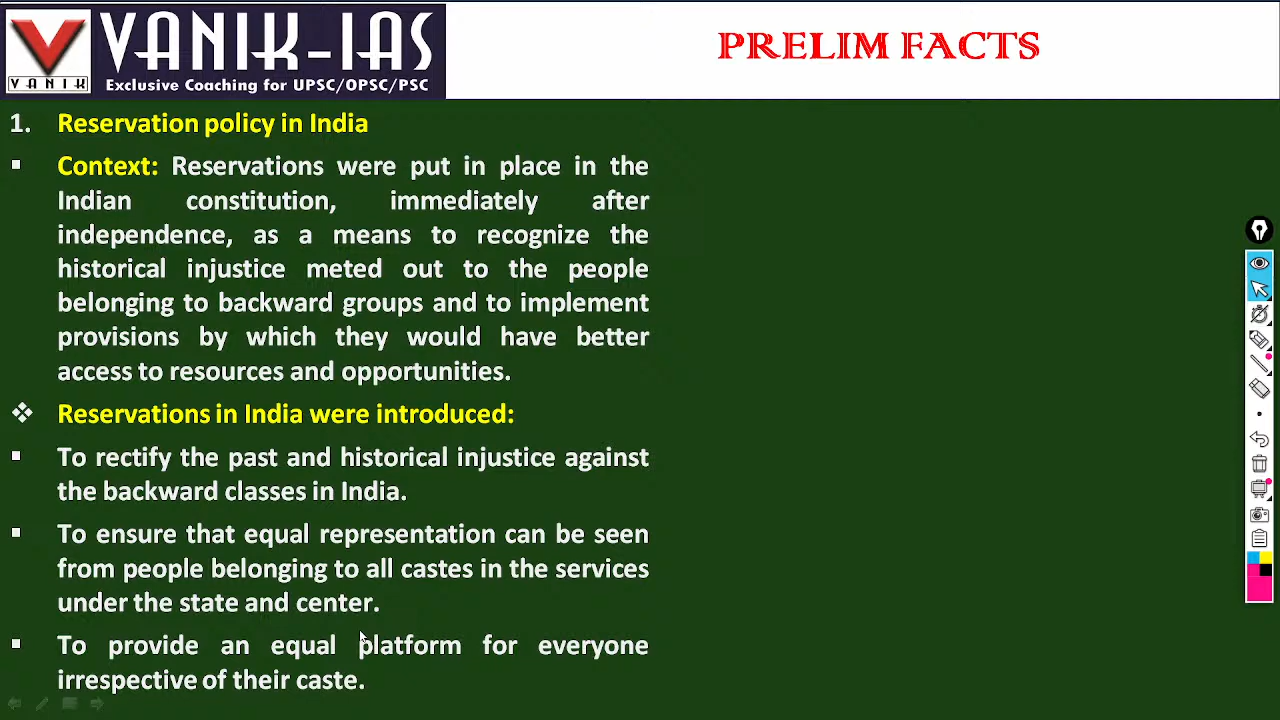 VANIK-IAS
VANIK
Exclusive Coaching for UPSC/OPSC/PSC
PRELIM FACTS
1. Reservation policy in India
▪ Context: Reservations were put in place in the
Indian constitution, immediately after
independence, as a means to recognize the
historical injustice meted out to the people
belonging to backward groups and to implement
provisions by which they would have better
access to resources and opportunities.
❖ Reservations in India were introduced:
▪ To rectify the past and historical injustice against
the backward classes in India.
▪ To ensure that equal representation can be seen
from people belonging to all castes in the services
under the state and center.
▪ To provide an equal platform for everyone
irrespective of their caste.